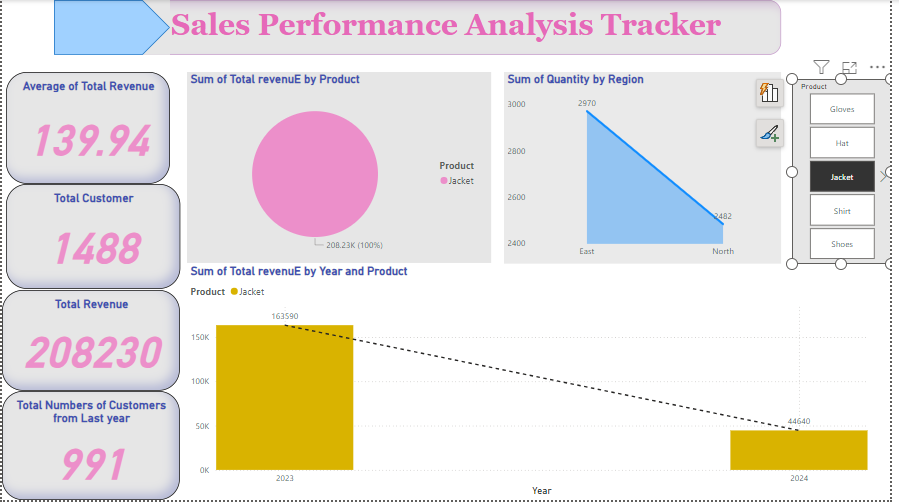 Sales Performance Analysis Tracker
Average of Total Revenue
139.94
Total Customer
1488
Total Revenue
208230
Total Numbers of Customers
from Last year
991
Sum of Total revenuE by Product
208.23K (100%)
Product
Jacket
Sum of Quantity by Region
3000
2800
2600
2400
2970
2482
East
North
Product
Gloves
Hat
Jacket
Shirt
Shoes
Sum of Total revenuE by Year and Product
Product Jacket
150K
100K
50K
0K
163590
44640
2023
2024
Year